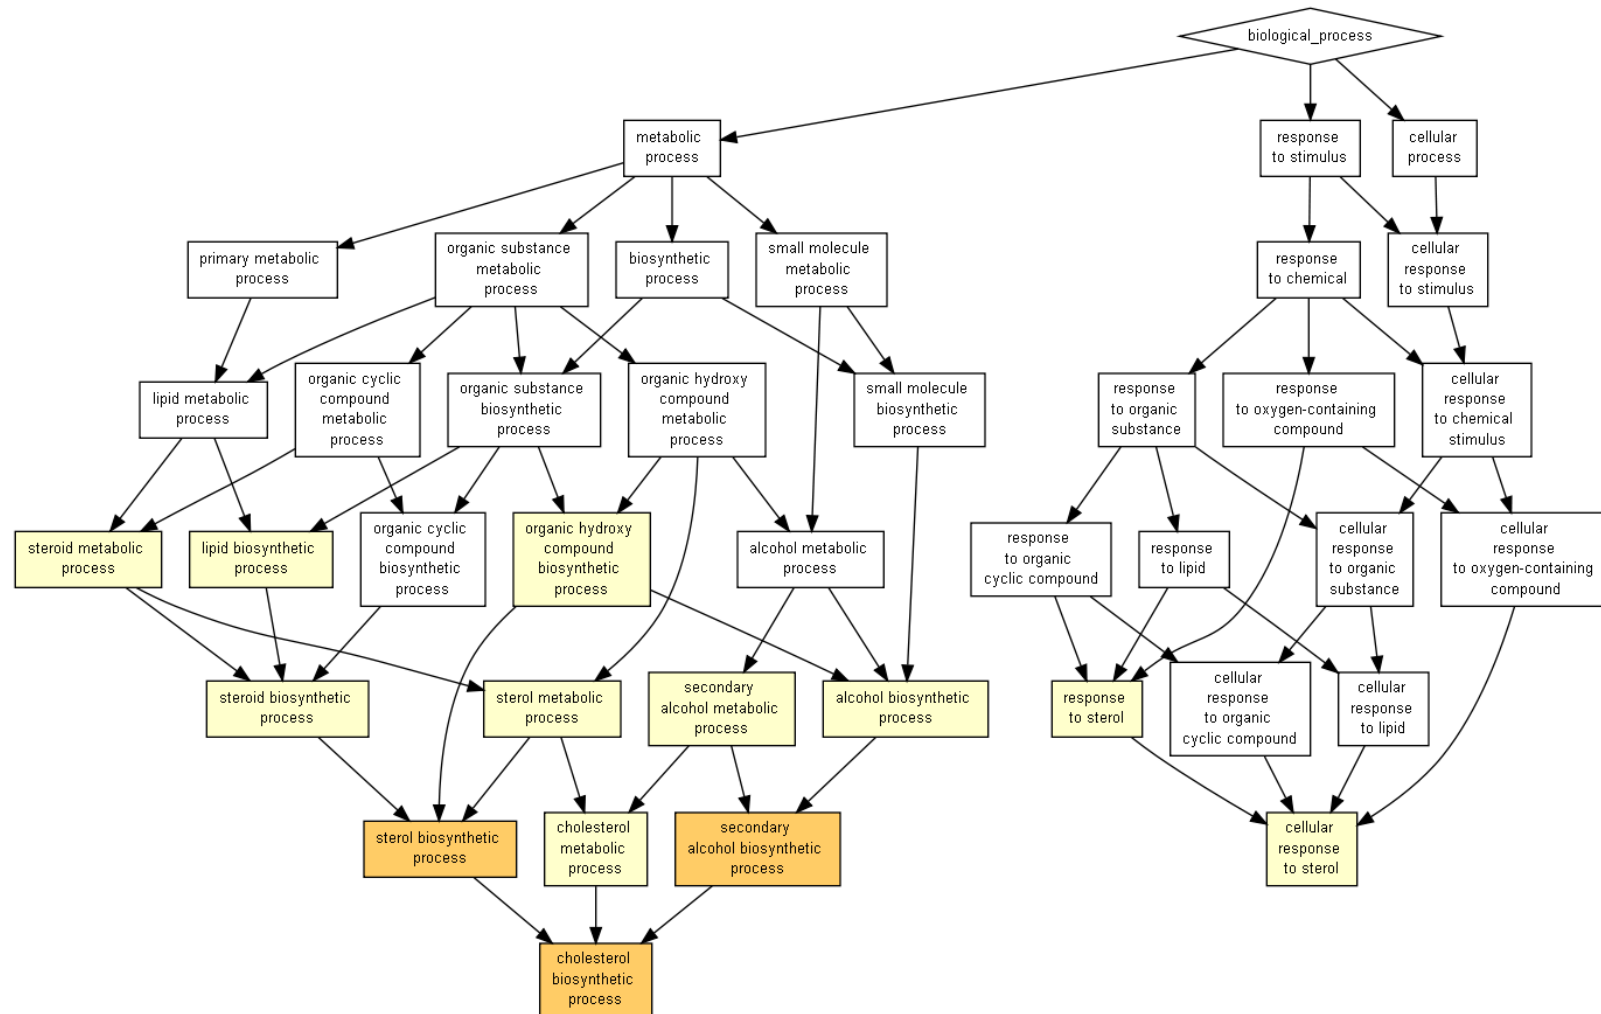 biological_process
metabolic
process
response
to stimulus
cellular
process
primary metabolic
process
organic substance
metabolic
process
biosynthetic
process
small molecule
metabolic
process
response
to chemical
cellular
response
to stimulus
lipid metabolic
process
organic cyclic
compound
metabolic
process
organic substance
biosynthetic
process
organic hydroxy
compound
metabolic
process
small molecule
biosynthetic
process
response
to organic
substance
response
to oxygen-containing
compound
cellular
response
to chemical
stimulus
steroid metabolic
process
lipid biosynthetic
process
organic cyclic
compound
biosynthetic
process
organic hydroxy
compound
biosynthetic
process
alcohol metabolic
process
response
to organic
cyclic compound
response
to lipid
cellular
response
to organic
substance
cellular
response
to oxygen-containing
compound
steroid biosynthetic
process
sterol metabolic
process
secondary
alcohol metabolic
process
alcohol biosynthetic
process
response
to sterol
cellular
response
to organic
cyclic compound
cellular
response
to lipid
sterol biosynthetic
process
cholesterol
metabolic
process
secondary
alcohol biosynthetic
process
cellular
response
to sterol
cholesterol
biosynthetic
process